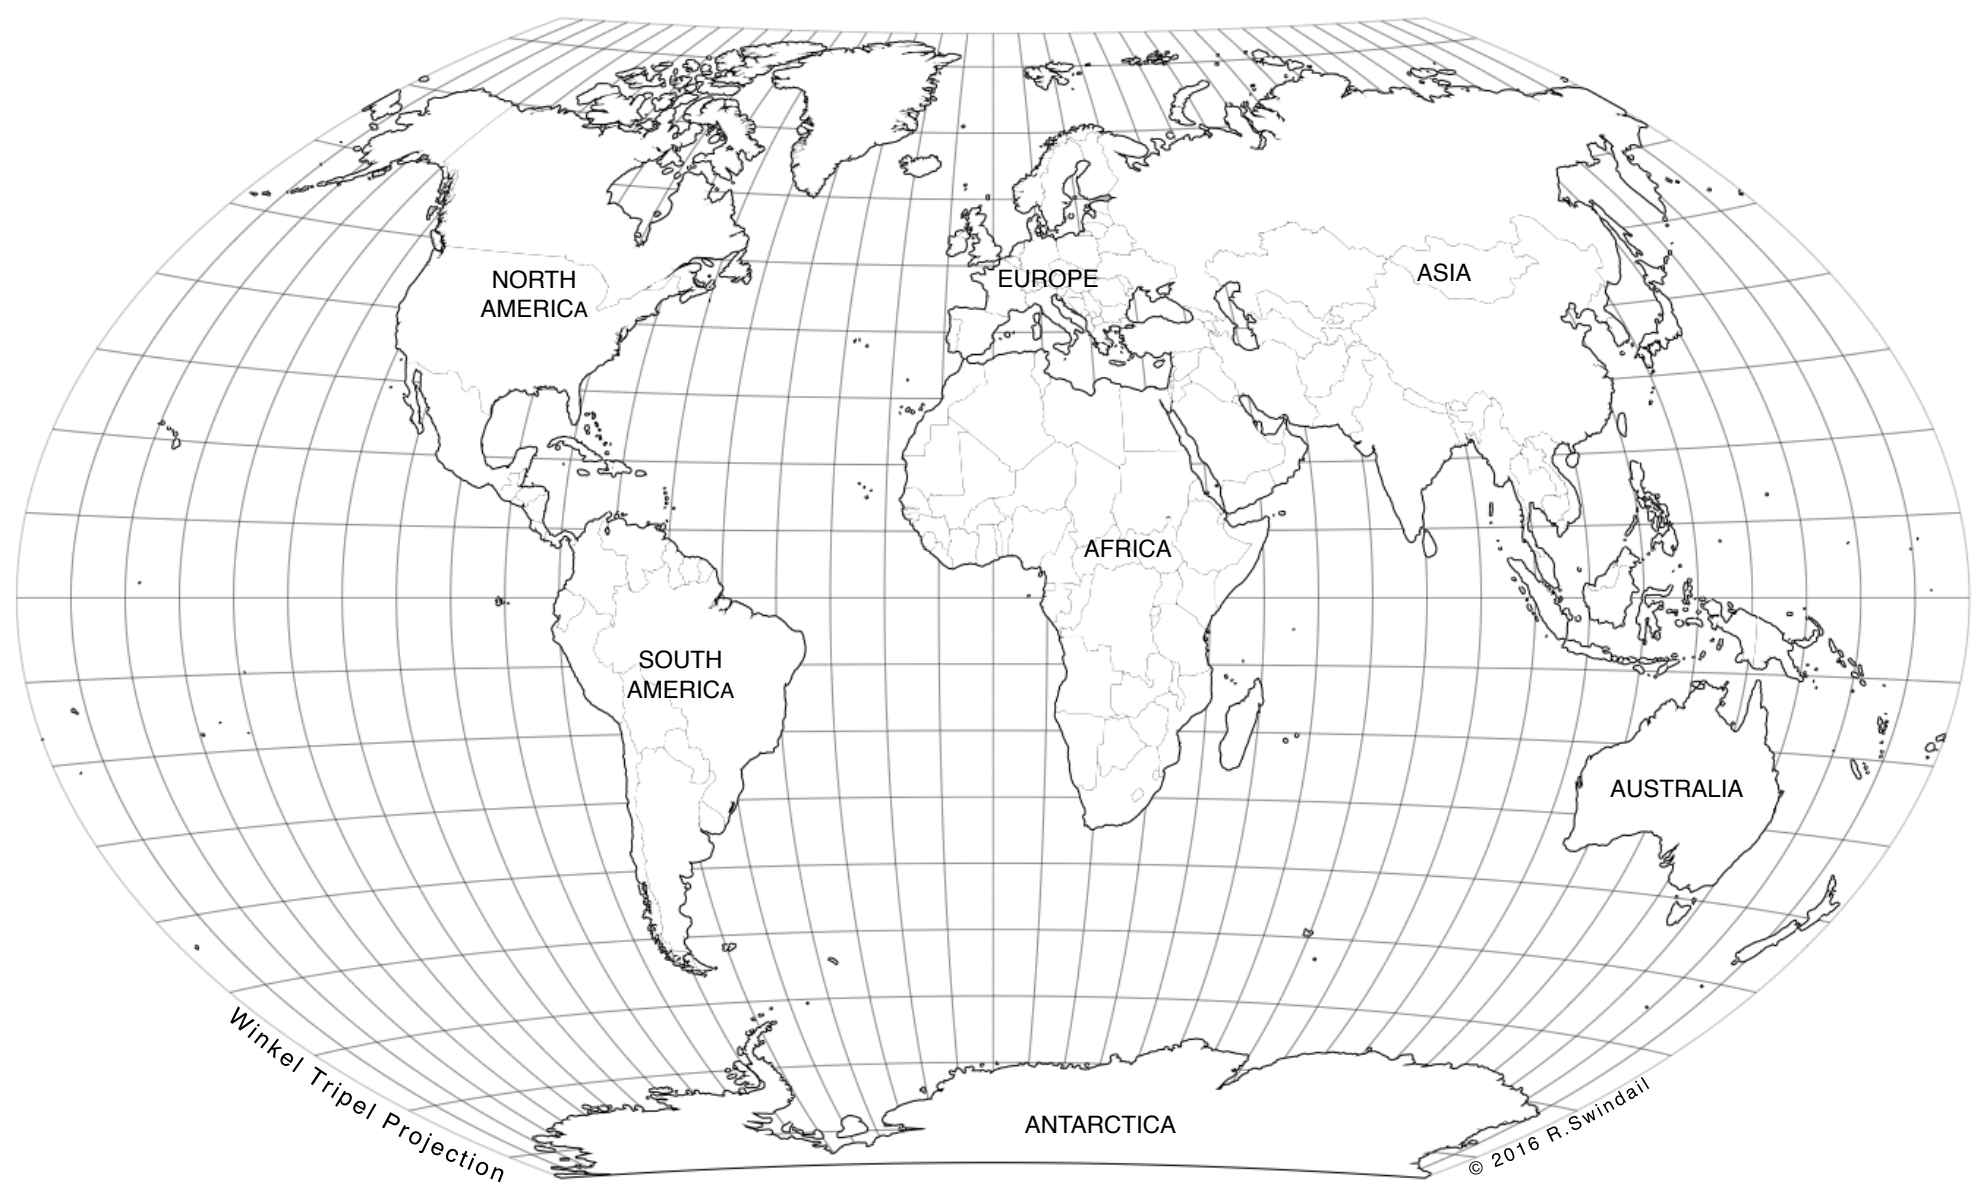 NORTH
AMERICA
EUROPE
ASIA
AFRICA
SOUTH
AMERICA
AUSTRALIA
ANTARCTICA
Winkel Tripel Projection
© 2016 R.Swindail